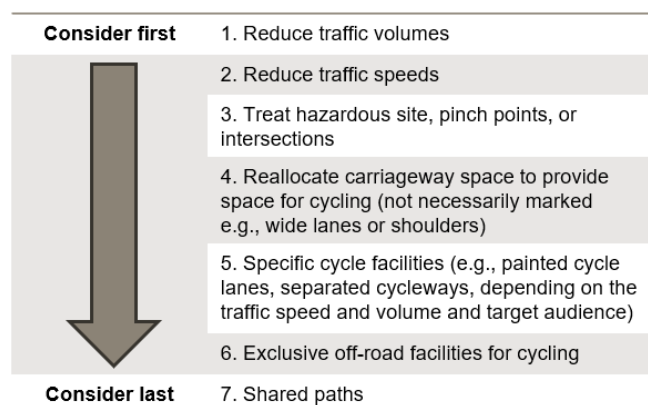 Consider first
1. Reduce traffic volumes
2. Reduce traffic speeds
3. Treat hazardous site, pinch points, or
intersections
4. Reallocate carriageway space to provide
space for cycling (not necessarily marked
e.g., wide lanes or shoulders)
5. Specific cycle facilities (e.g., painted cycle
lanes, separated cycleways, depending on the
traffic speed and volume and target audience)
6. Exclusive off-road facilities for cycling
Consider last
7. Shared paths